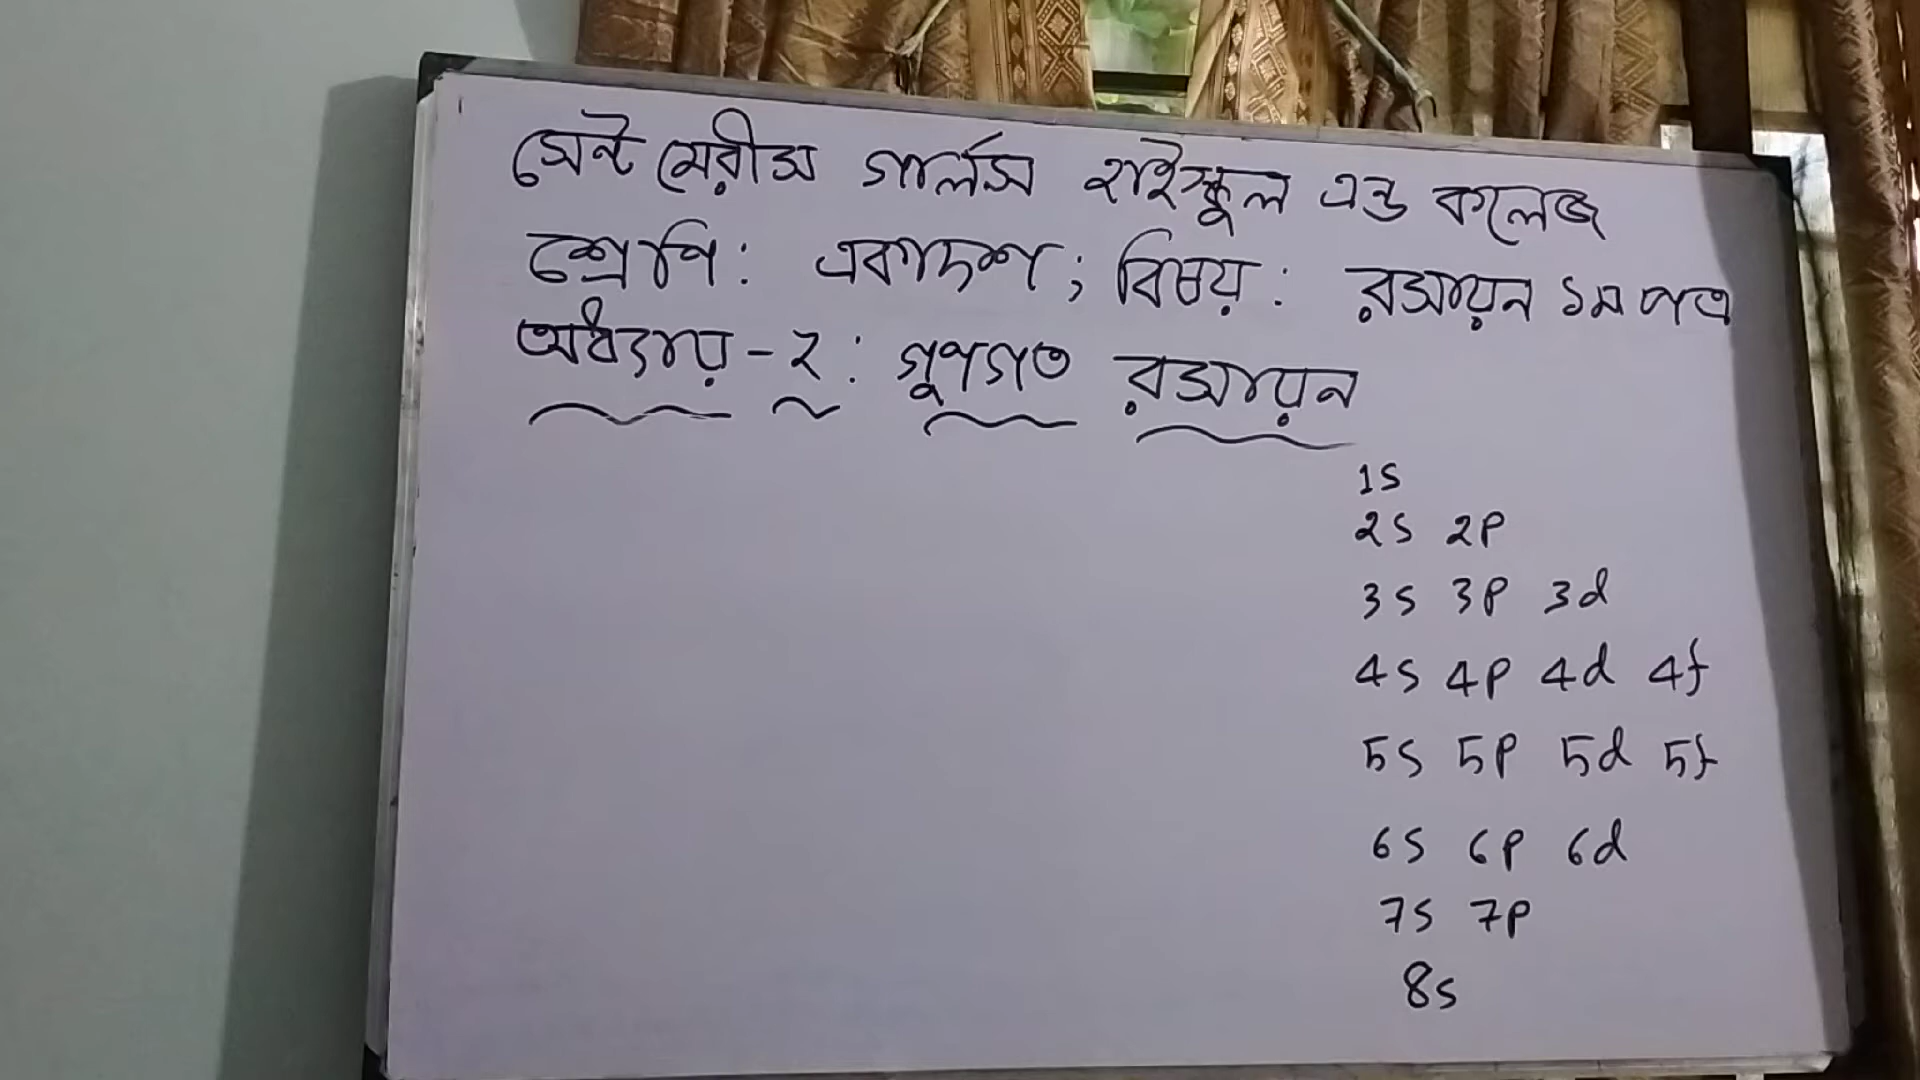 সেন্ট মেরীস গার্লস হাইস্কুল এন্ড কলেজ
শ্রেণি : একাদশ ; বিষয় : রসায়ন ১ম পত্র
অধ্যায় - ২ : গুণগত রসায়ন
1s
2s 2p
3s 3p 3d
4s 4p 4d 4f
5s 5p 5d 5f
6s 6p 6d
7s 7p
8s